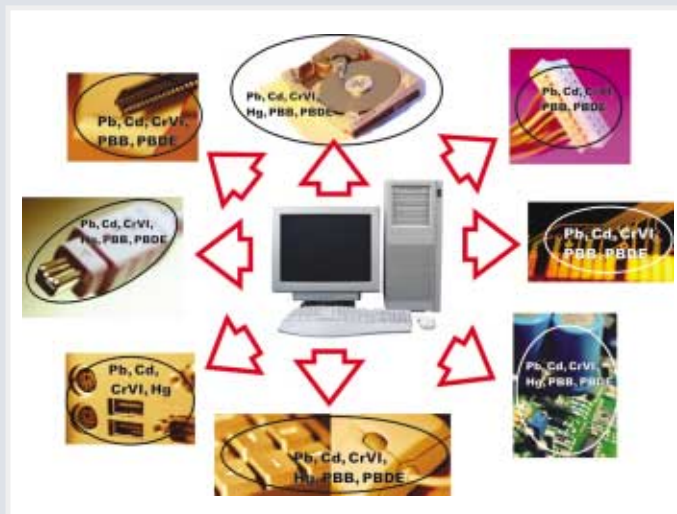 Pb, Cd, CrVI,
PBB, PBDE
Pb, Cd, CrVI,
Hg, PBB, PBDE
Pb, Cd, CrVI
PBB, PBDE
Pb, Cd, CrVI,
Hg, PBB, PBDE
Pb, Cd, CrVI
PBB, PBDE
Pb, Cd,
CrVI, Hg
Pb, Cd, CrVI,
Hg, PBB, PBDE
Pb, Cd, CrVI,
Hg, PBB, PBDE